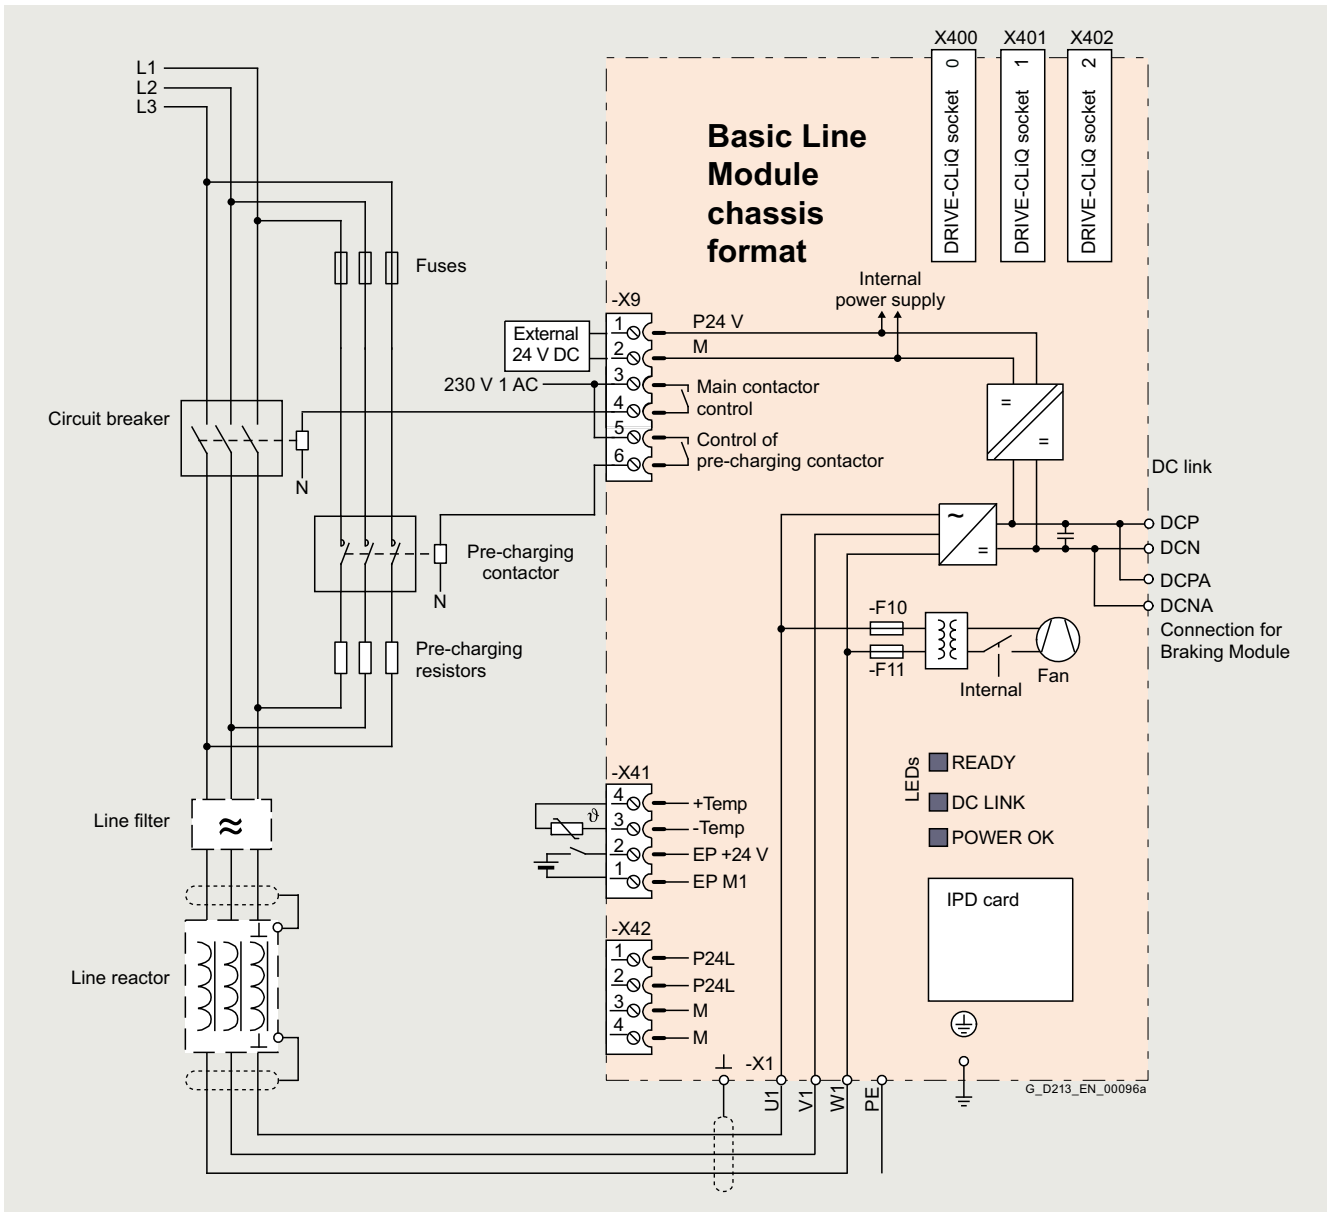 X400
X401
X402
DRIVE-CLiQ socket 0
DRIVE-CLiQ socket 1
DRIVE-CLiQ socket 2
L1
L2
L3
Basic Line
Module
chassis
format
Fuses
Internal
power supply
-X9
External
24 V DC
1
P24 V
2
M
230 V 1 AC
3
4
Main contactor
control
5
6
Control of
pre-charging contactor
=
=
Circuit breaker
N
DC link
~
=
DCP
DCN
DCPA
DCNA
Connection for
Braking Module
Pre-charging
contactor
N
-F10
-F11
Internal
Fan
Pre-charging
resistors
LEDs
READY
DC LINK
POWER OK
-X41
4
+Temp
ϑ
3
-Temp
2
EP +24 V
1
EP M1
Line filter
≈
IPD card
-X42
1
P24L
2
P24L
3
M
4
M
Line reactor
-X1
U1
V1
W1
PE
G_D213_EN_00096a